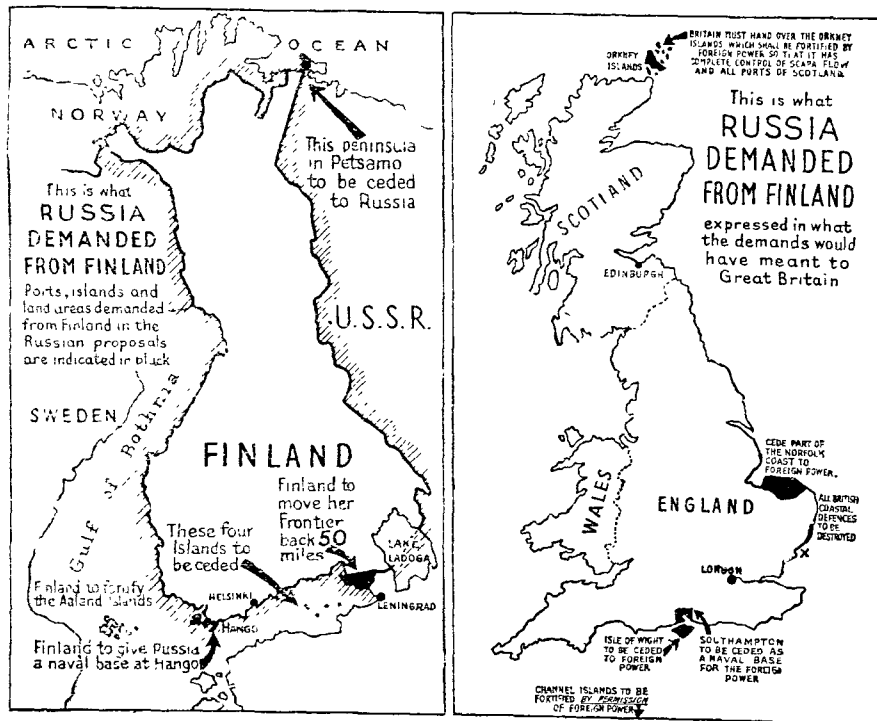 ARCTIC OCEAN
NORWAY
This peninsula
in Petsamo
to be ceded
to Russia
This is what
RUSSIA
DEMANDED
FROM FINLAND
Ports, islands and
land areas demanded
from Finland in the
Russian proposals
are indicated in black
U.S.S.R.
SWEDEN
Gulf of Bothnia
FINLAND
Finland to
move her
Frontier
back 50
miles
These four
Islands to
be ceded
LAKE
LADOGA
Finland to fortify
the Aaland Islands
HELSINKI
LENINGRAD
HANGO
Finland to give Russia
a naval base at Hango
BRITAIN MUST HAND OVER THE ORKNEY
ISLANDS WHICH SHALL BE FORTIFIED BY
FOREIGN POWER SO THAT IT HAS
COMPLETE CONTROL OF SCAPA FLOW
AND ALL PORTS OF SCOTLAND
ORKNEY
ISLANDS
This is what
RUSSIA
DEMANDED
FROM FINLAND
expressed in what
the demands would
have meant to
Great Britain
SCOTLAND
EDINBURGH
CEDE PART OF
THE NORFOLK
COAST TO
FOREIGN POWER.
WALES
ENGLAND
ALL BRITISH
COASTAL
DEFENCES
TO BE
DESTROYED
X
LONDON
ISLE OF WIGHT
TO BE CEDED
TO FOREIGN
POWER
SOUTHAMPTON
TO BE CEDED AS
A NAVAL BASE
FOR THE FOREIGN
POWER
CHANNEL ISLANDS TO BE
FORTIFIED BY PERMISSION
OF FOREIGN POWER